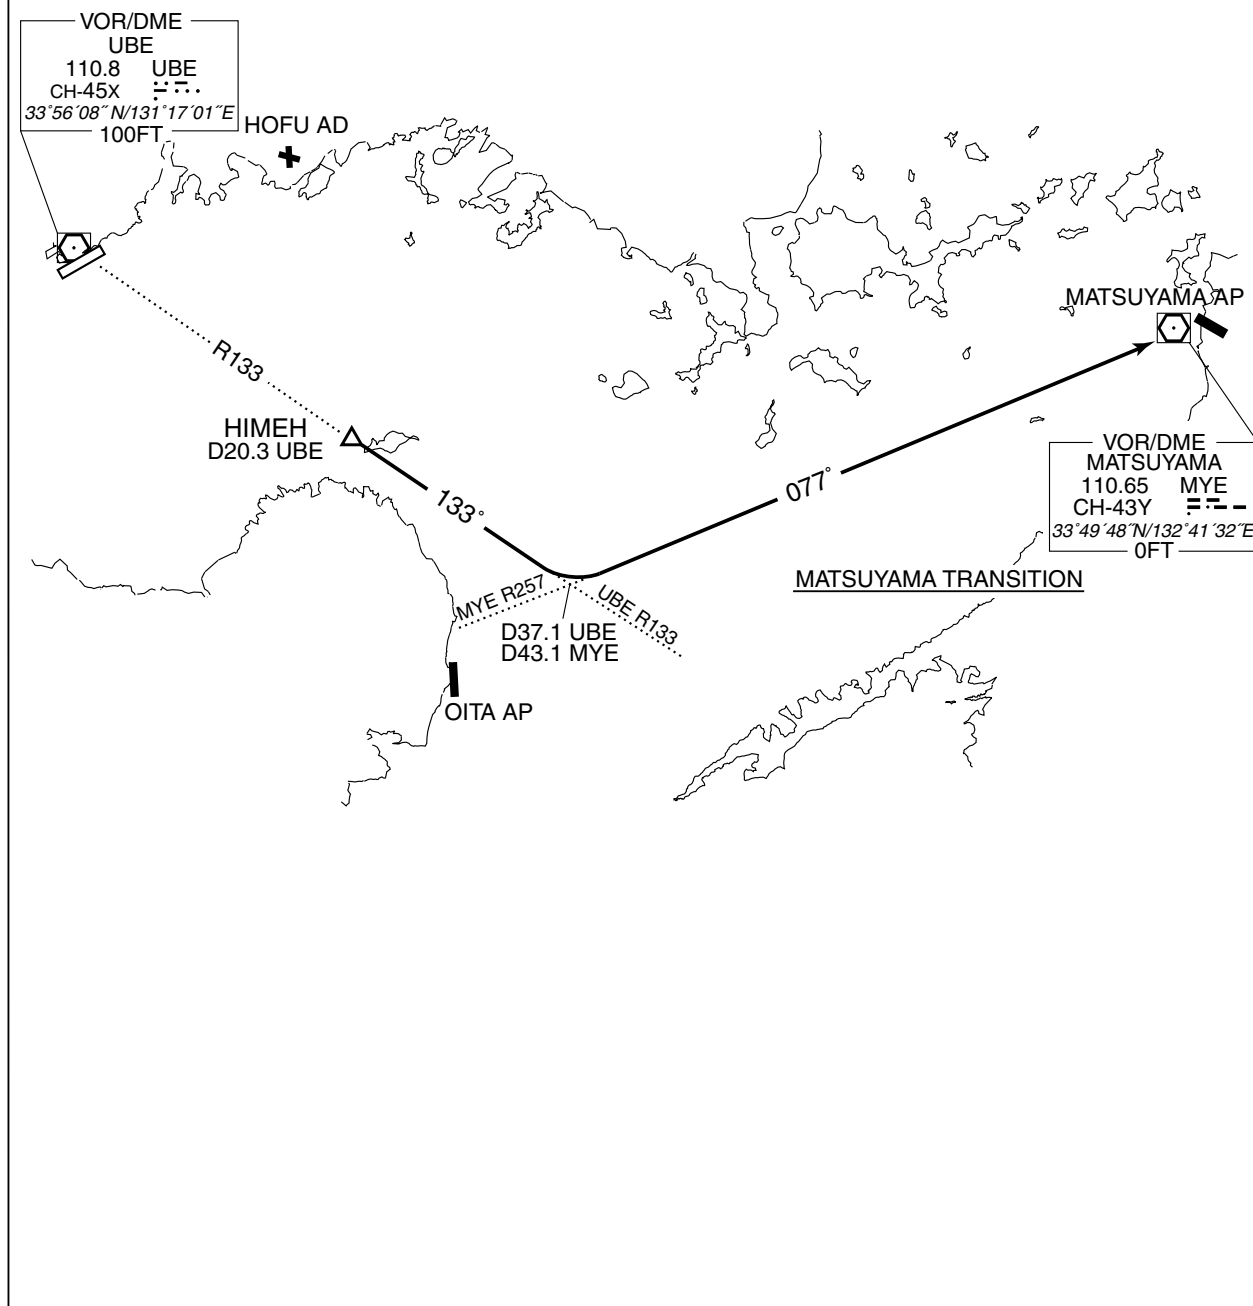 VOR/DME
UBE
110.8 UBE
CH-45X
33°56´08˝N/131°17´01˝E
100FT
HOFU AD
MATSUYAMA AP
R133
HIMEH
D20.3 UBE
133°
077°
VOR/DME
MATSUYAMA
110.65 MYE
CH-43Y
33°49´48˝N/132°41´32˝E
0FT
MATSUYAMA TRANSITION
MYE R257
UBE R133
D37.1 UBE
D43.1 MYE
OITA AP